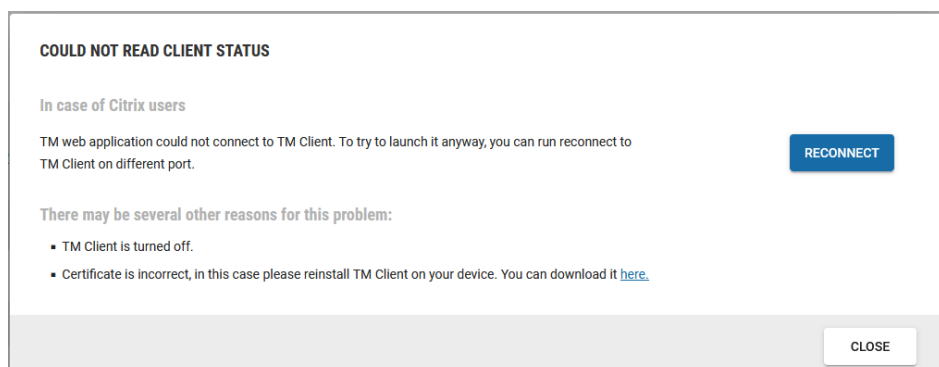 COULD NOT READ CLIENT STATUS
In case of Citrix users
TM web application could not connect to TM Client. To try to launch it anyway, you can run reconnect to
TM Client on different port.
RECONNECT
There may be several other reasons for this problem:
▪ TM Client is turned off.
▪ Certificate is incorrect, in this case please reinstall TM Client on your device. You can download it here.
CLOSE